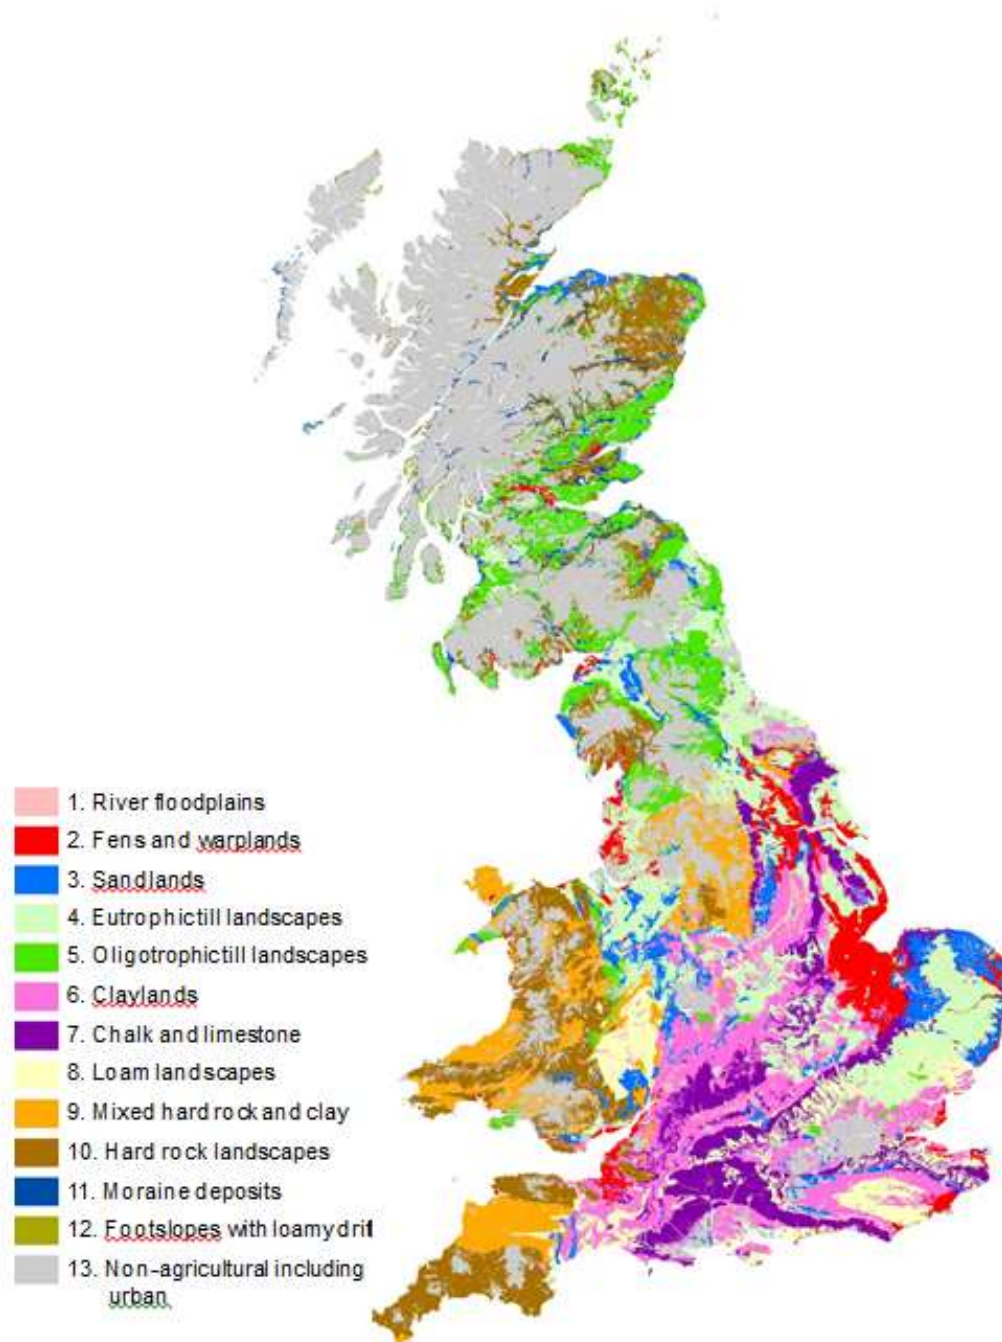 1. River floodplains
2. Fens and warplands
3. Sandlands
4. Eutrophictill landscapes
5. Oligotrophictill landscapes
6. Claylands
7. Chalk and limestone
8. Loam landscapes
9. Mixed hard rock and clay
10. Hard rock landscapes
11. Moraine deposits
12. Footslopes with loamy drif
13. Non-agricultural including
urban